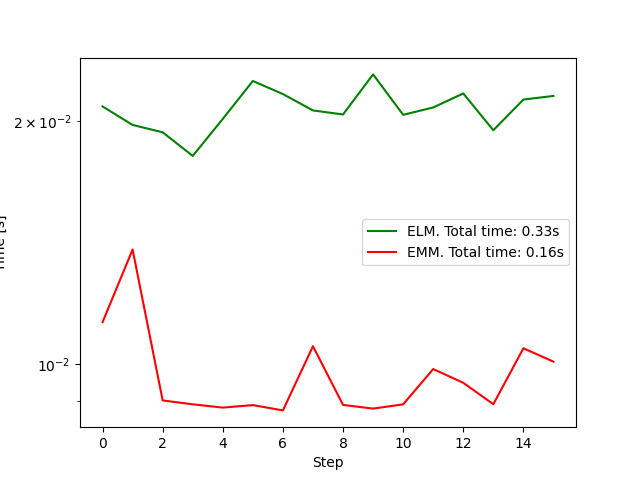 2 × 10⁻²
10⁻²
Time [s]
ELM. Total time: 0.33s
EMM. Total time: 0.16s
0 2 4 6 8 10 12 14
Step